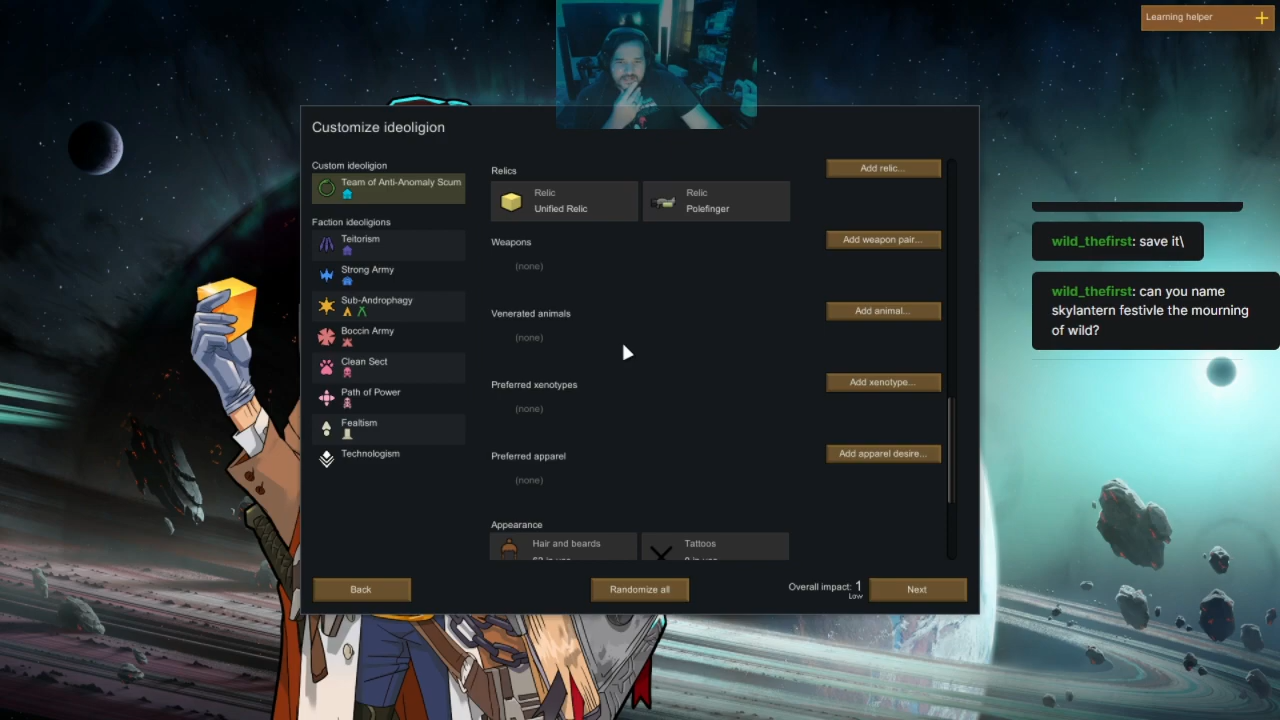 Learning helper
Customize ideoligion
Custom ideoligion
Team of Anti-Anomaly Scum
Faction ideoligions
Teitorism
Strong Army
Sub-Androphagy
Boccin Army
Clean Sect
Path of Power
Fealtism
Technologism
Relics
Add relic...
Relic
Unified Relic
Relic
Polefinger
Weapons
Add weapon pair...
(none)
Venerated animals
Add animal...
(none)
Preferred xenotypes
Add xenotype...
(none)
Preferred apparel
Add apparel desire...
(none)
Appearance
Hair and beards
Tattoos
Back
Randomize all
Overall impact: 1
Low
Next
wild_thefirst: save it\
wild_thefirst: can you name
skylantern festivle the mourning
of wild?